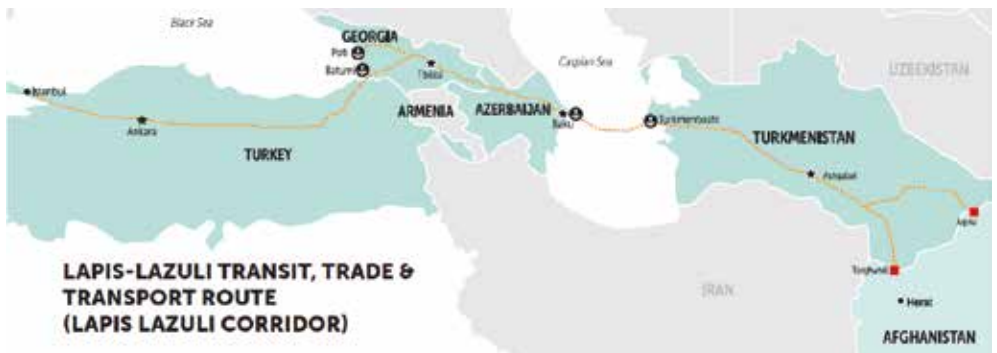 Black Sea
GEORGIA
Poti
Batumi
Tbilisi
Caspian Sea
UZBEKISTAN
Istanbul
Ankara
ARMENIA
AZERBAIJAN
Baku
Turkmenbashi
TURKMENISTAN
TURKEY
Ashgabat
Aqina
Torghundi
IRAN
Herat
AFGHANISTAN
LAPIS-LAZULI TRANSIT, TRADE &
TRANSPORT ROUTE
(LAPIS LAZULI CORRIDOR)